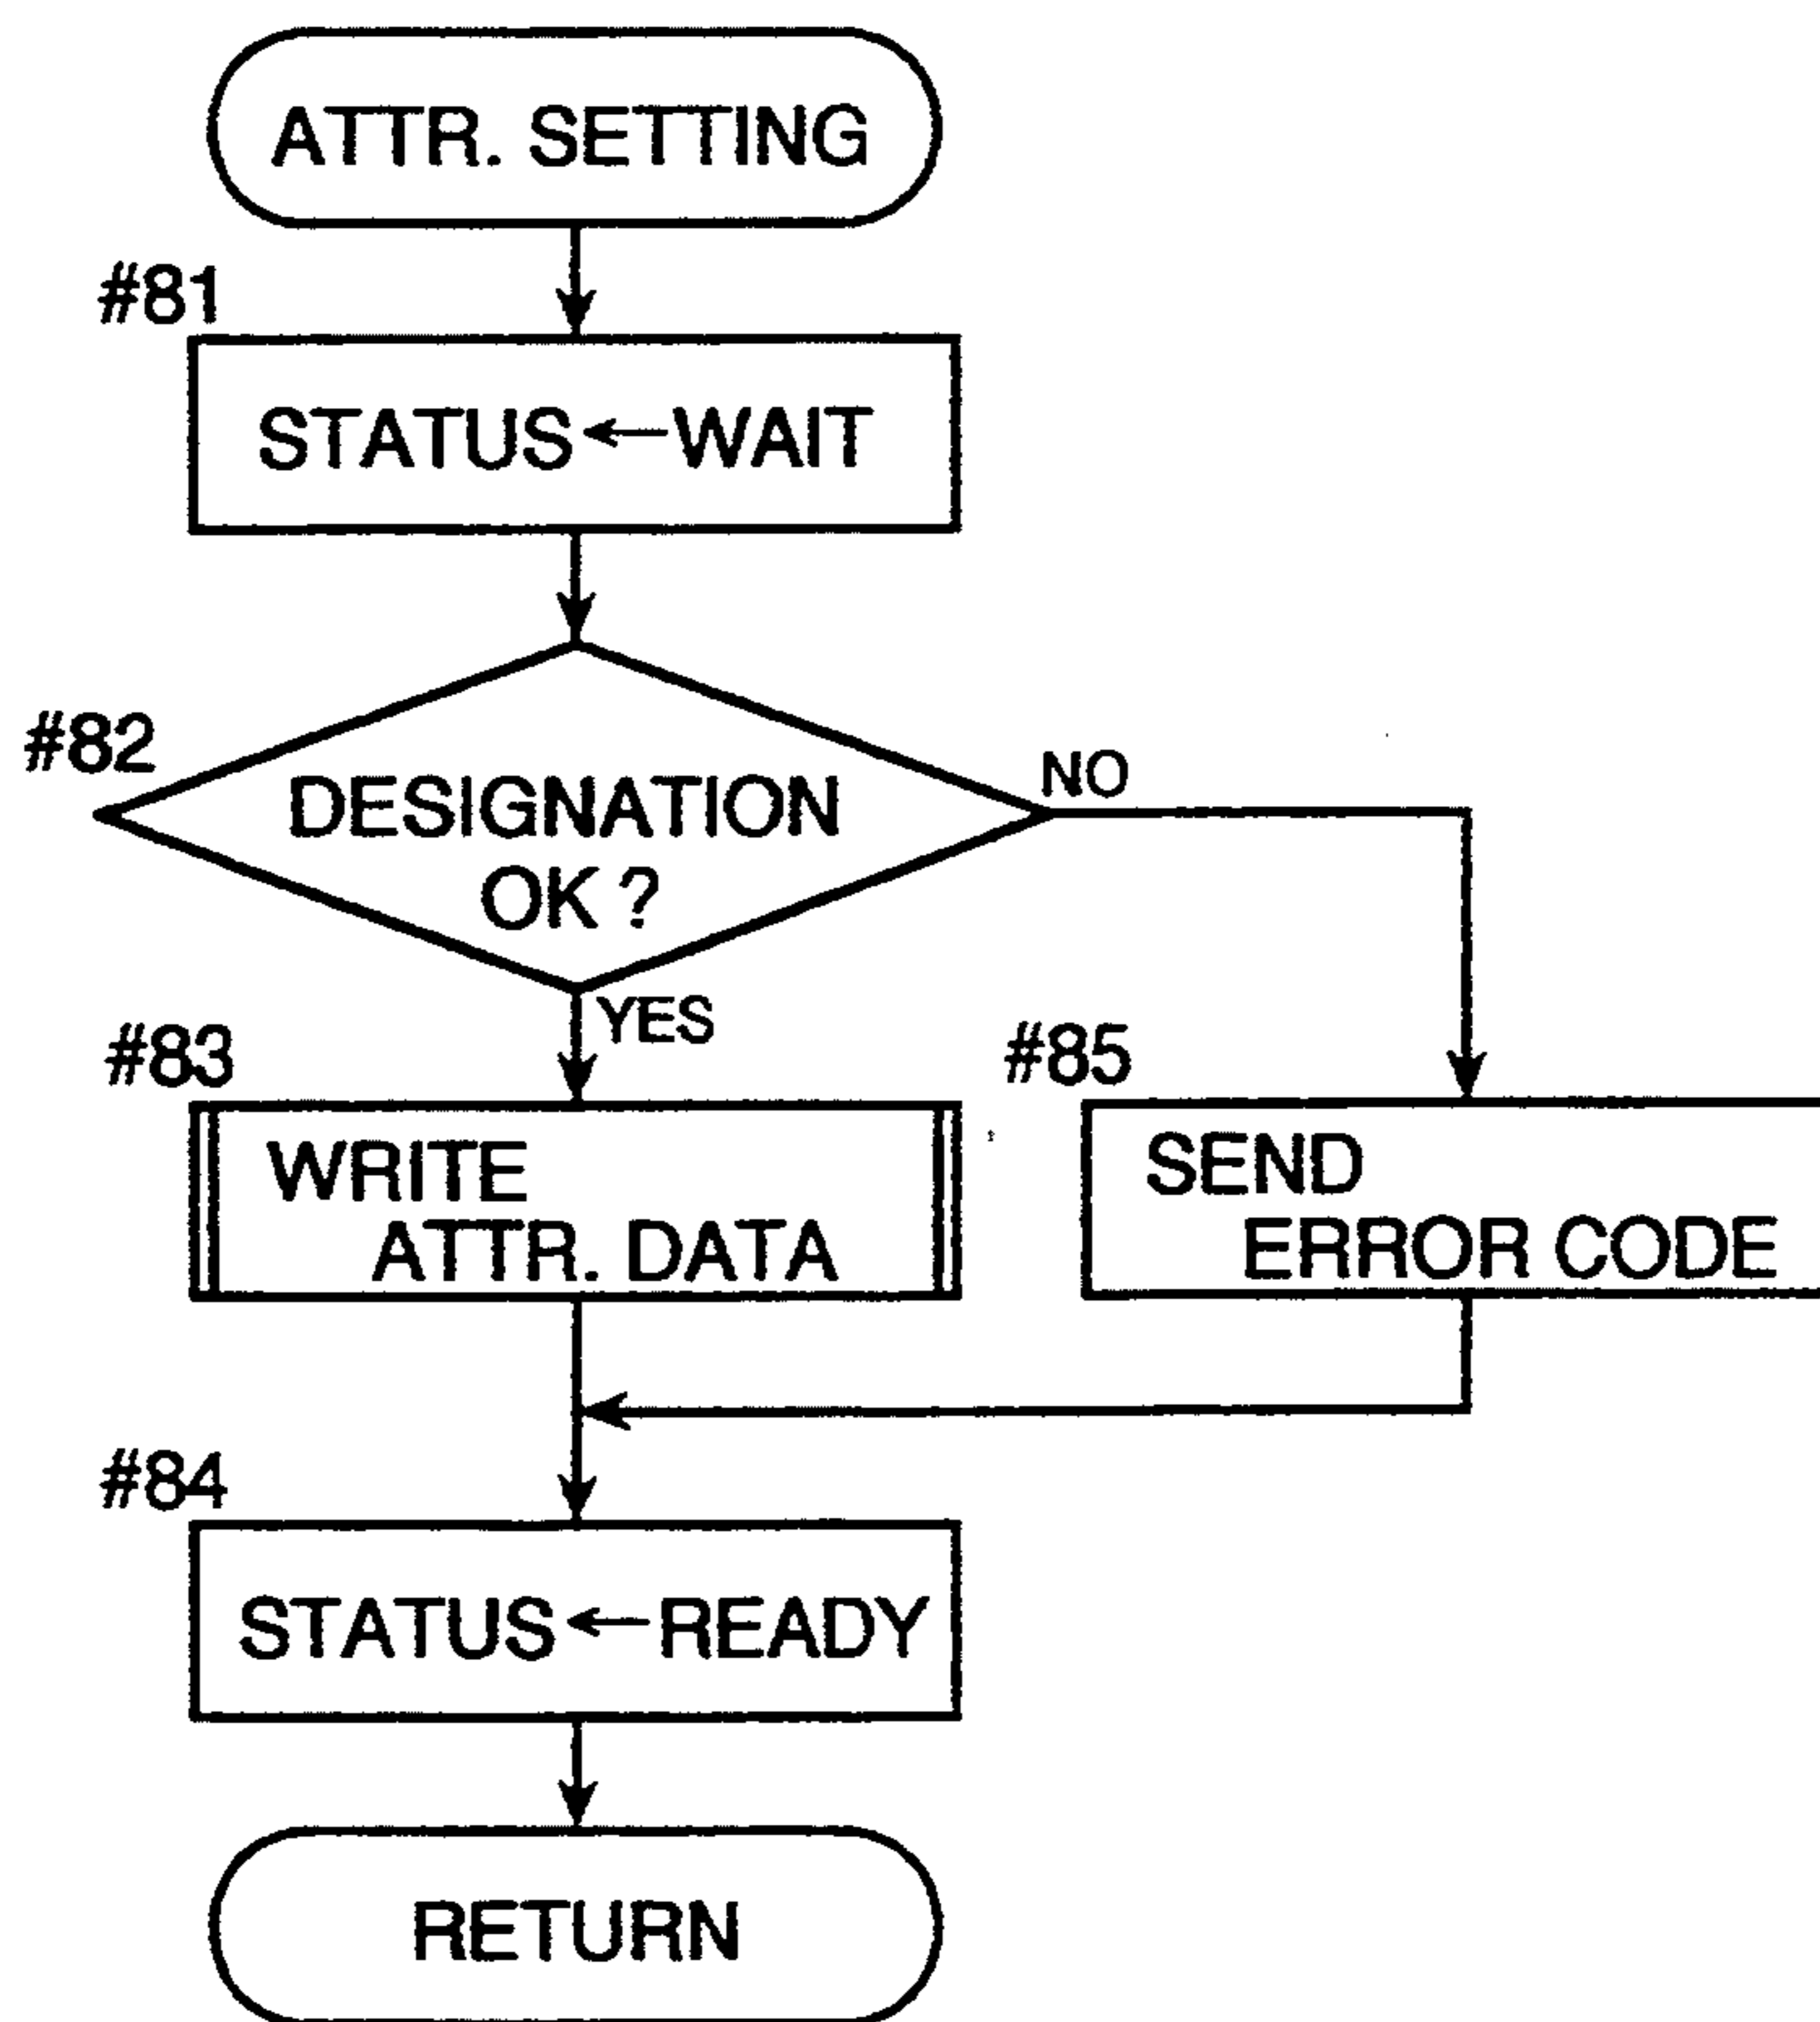 ATTR. SETTING
#81
STATUS←WAIT
#82
DESIGNATION
OK ?
NO
YES
#83
WRITE
ATTR. DATA
#85
SEND
ERROR CODE
#84
STATUS←READY
RETURN